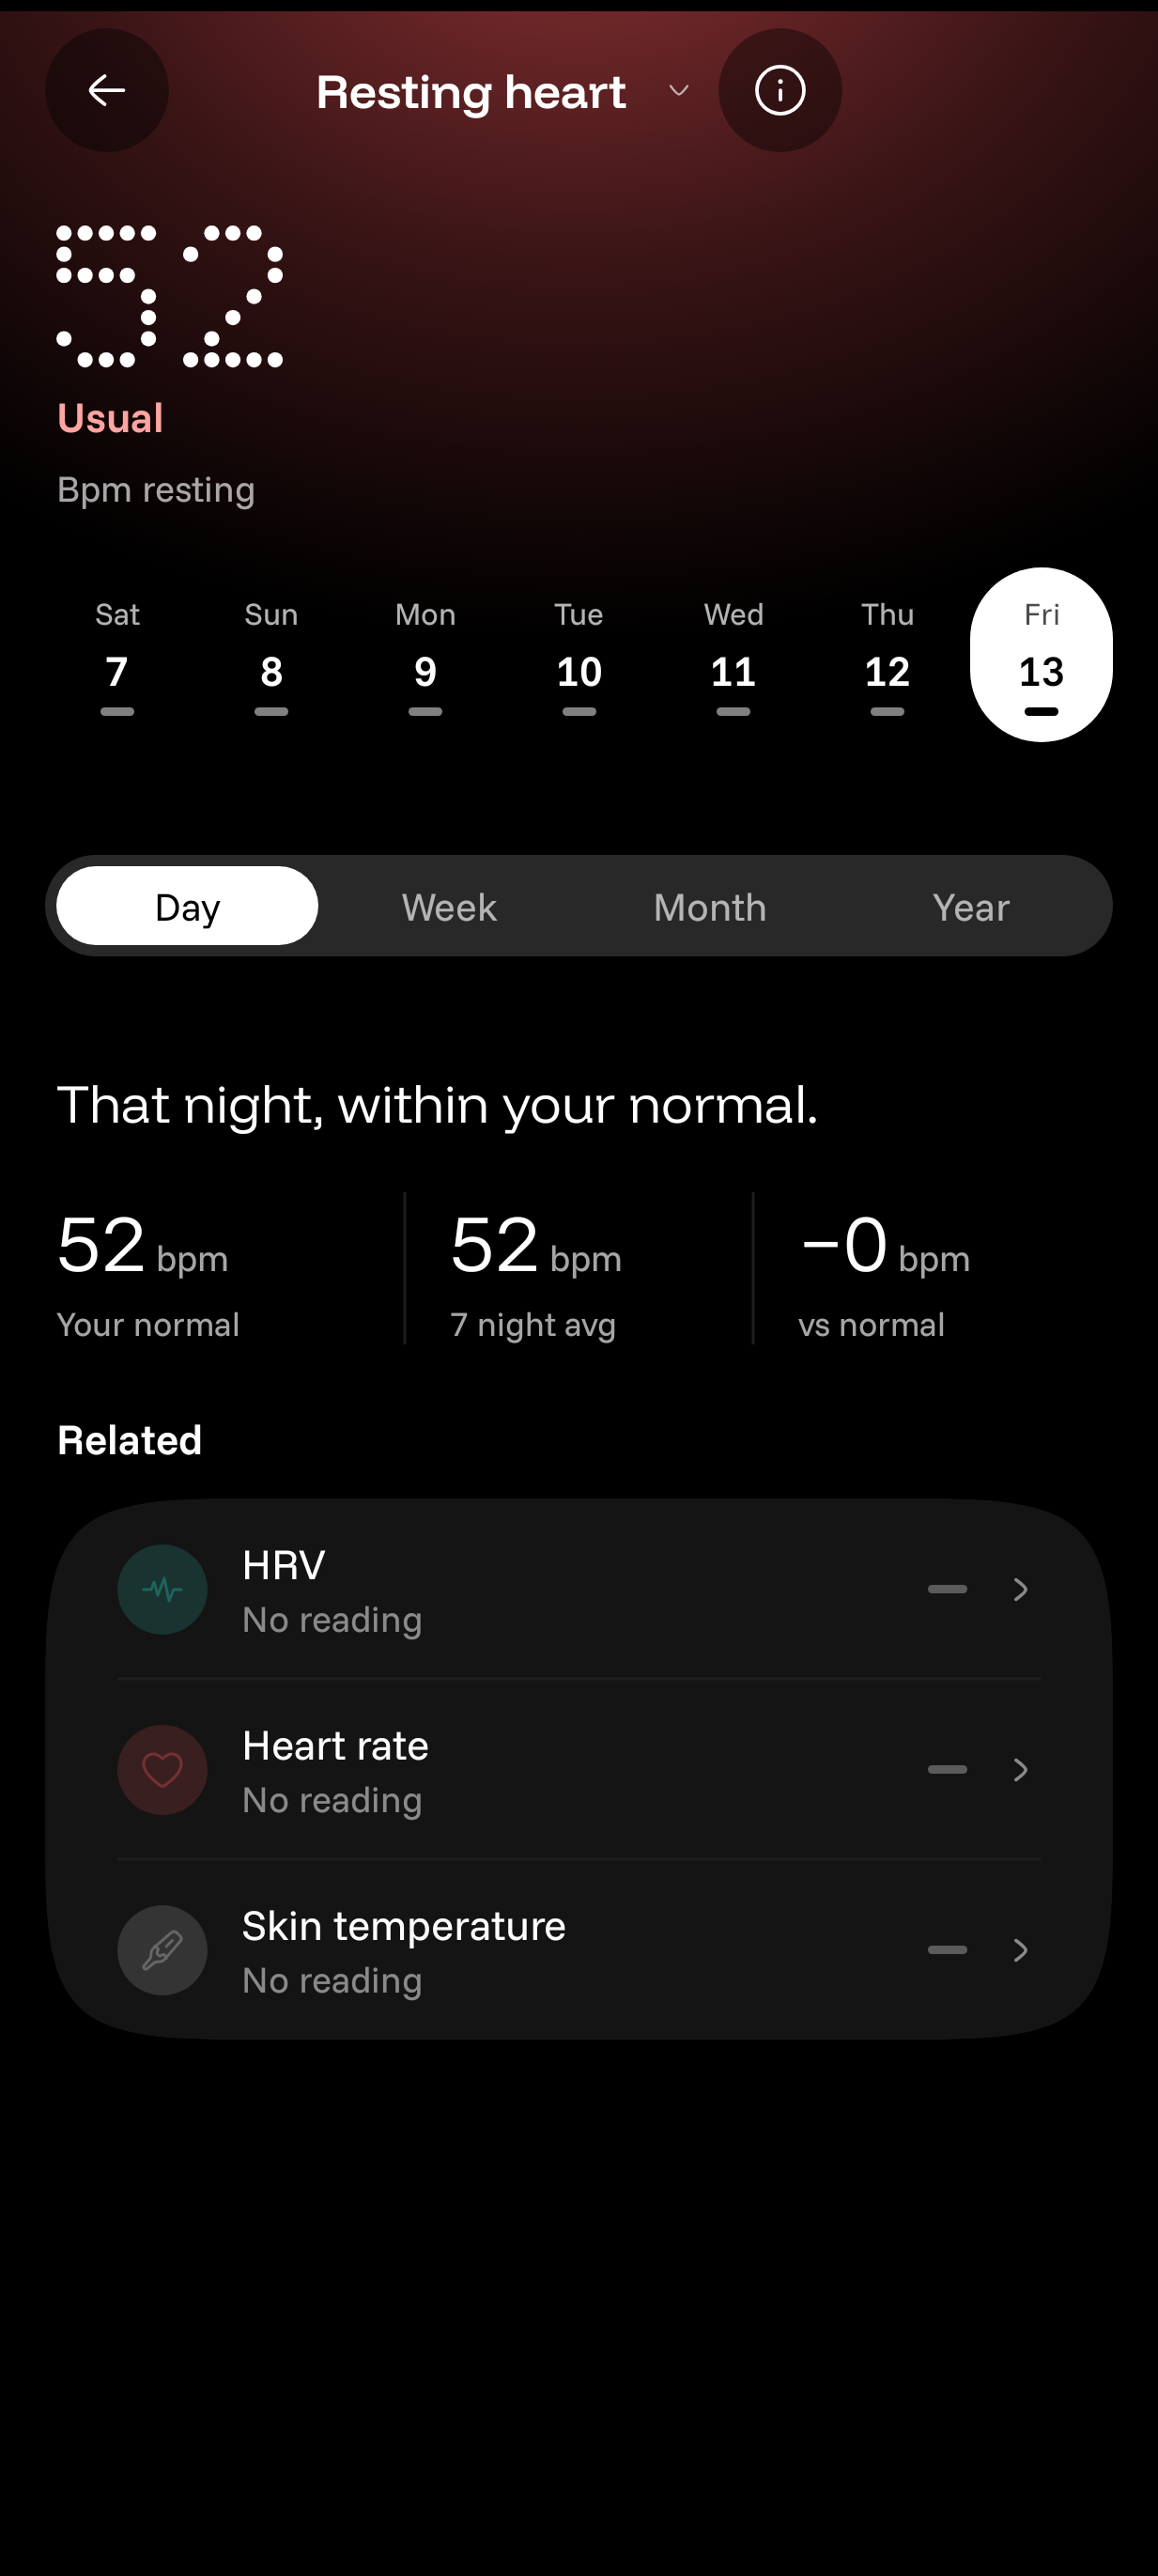 Resting heart
52
Usual
Bpm resting
Sat Sun Mon Tue Wed Thu Fri
7 8 9 10 11 12 13
Day Week Month Year
That night, within your normal.
52 bpm 52 bpm −0 bpm
Your normal 7 night avg vs normal
Related
HRV
No reading
Heart rate
No reading
Skin temperature
No reading